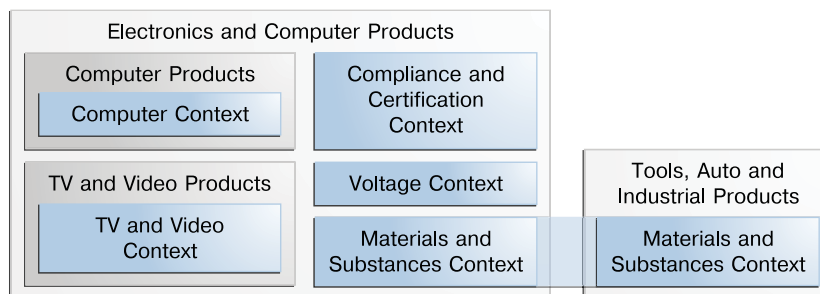 Electronics and Computer Products
Computer Products
Computer Context
Compliance and
Certification
Context
TV and Video Products
TV and Video
Context
Voltage Context
Materials and
Substances Context
Tools, Auto and
Industrial Products
Materials and
Substances Context